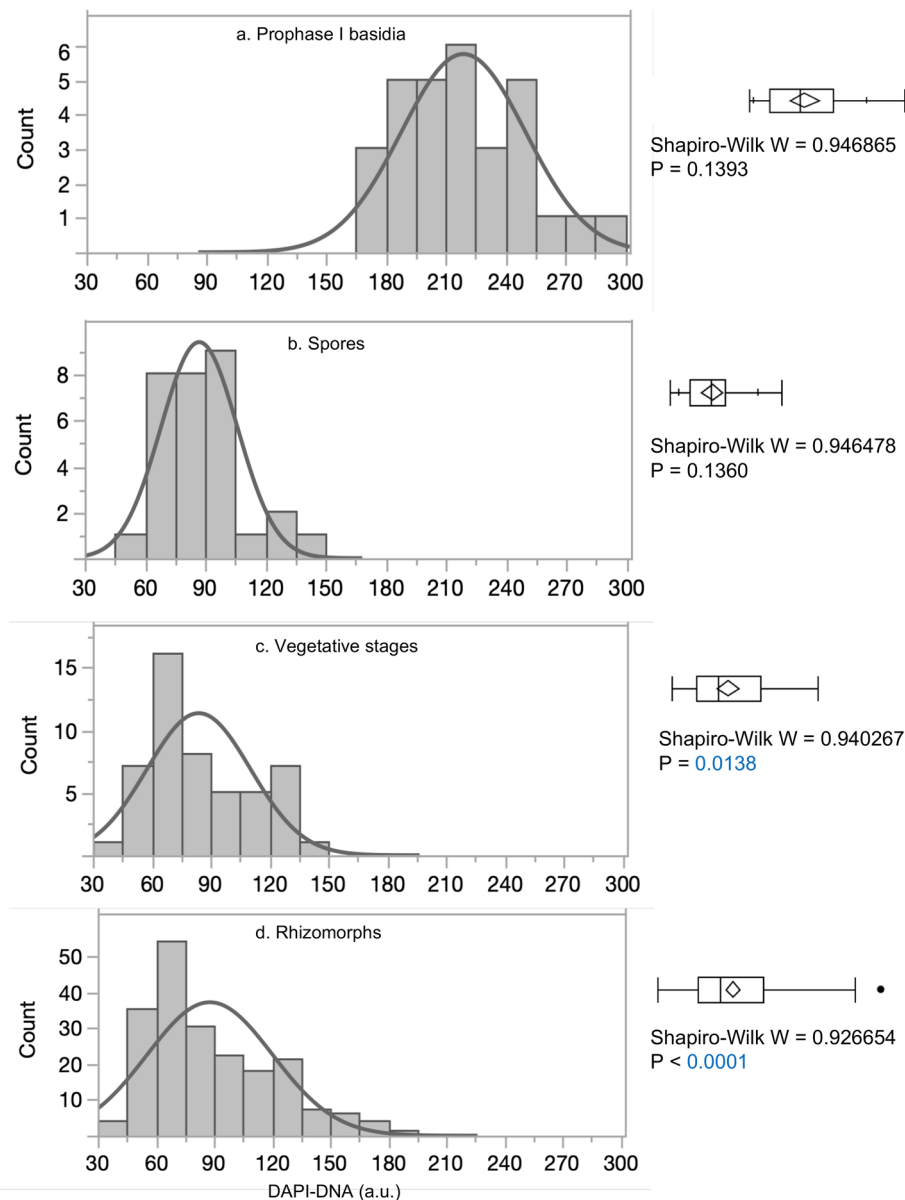 a. Prophase I basidia
6
5
4
3
2
1
Count
30 60 90 120 150 180 210 240 270 300
Shapiro-Wilk W = 0.946865
P = 0.1393
b. Spores
8
6
4
2
Count
30 60 90 120 150 180 210 240 270 300
Shapiro-Wilk W = 0.946478
P = 0.1360
c. Vegetative stages
15
10
5
Count
30 60 90 120 150 180 210 240 270 300
Shapiro-Wilk W = 0.940267
P = 0.0138
d. Rhizomorphs
50
40
30
20
10
Count
30 60 90 120 150 180 210 240 270 300
DAPI-DNA (a.u.)
Shapiro-Wilk W = 0.926654
P < 0.0001